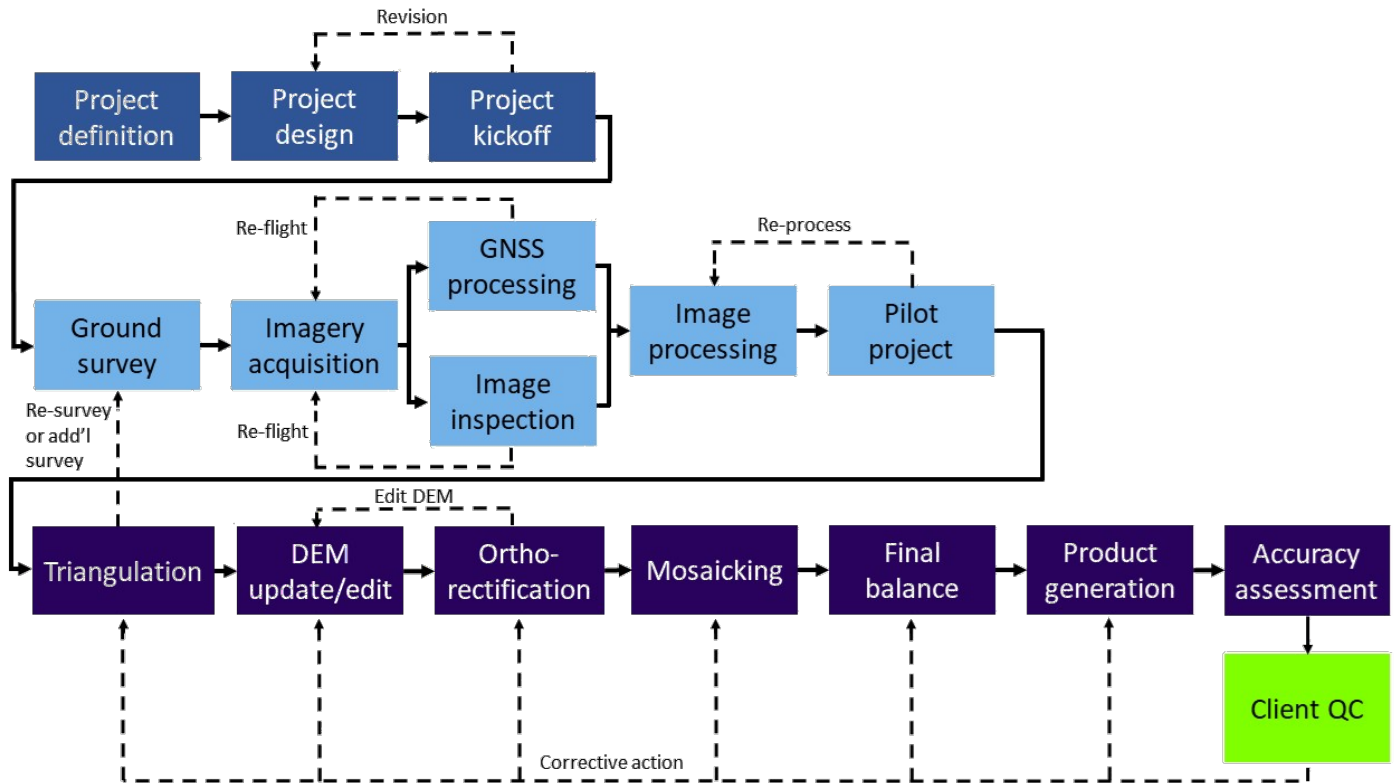 Revision
Project
definition
Project
design
Project
kickoff
Re-flight
GNSS
processing
Re-process
Ground
survey
Imagery
acquisition
Image
processing
Pilot
project
Image
inspection
Re-survey
or add'l
survey
Re-flight
Edit DEM
Triangulation
DEM
update/edit
Ortho-
rectification
Mosaicking
Final
balance
Product
generation
Accuracy
assessment
Client QC
Corrective action